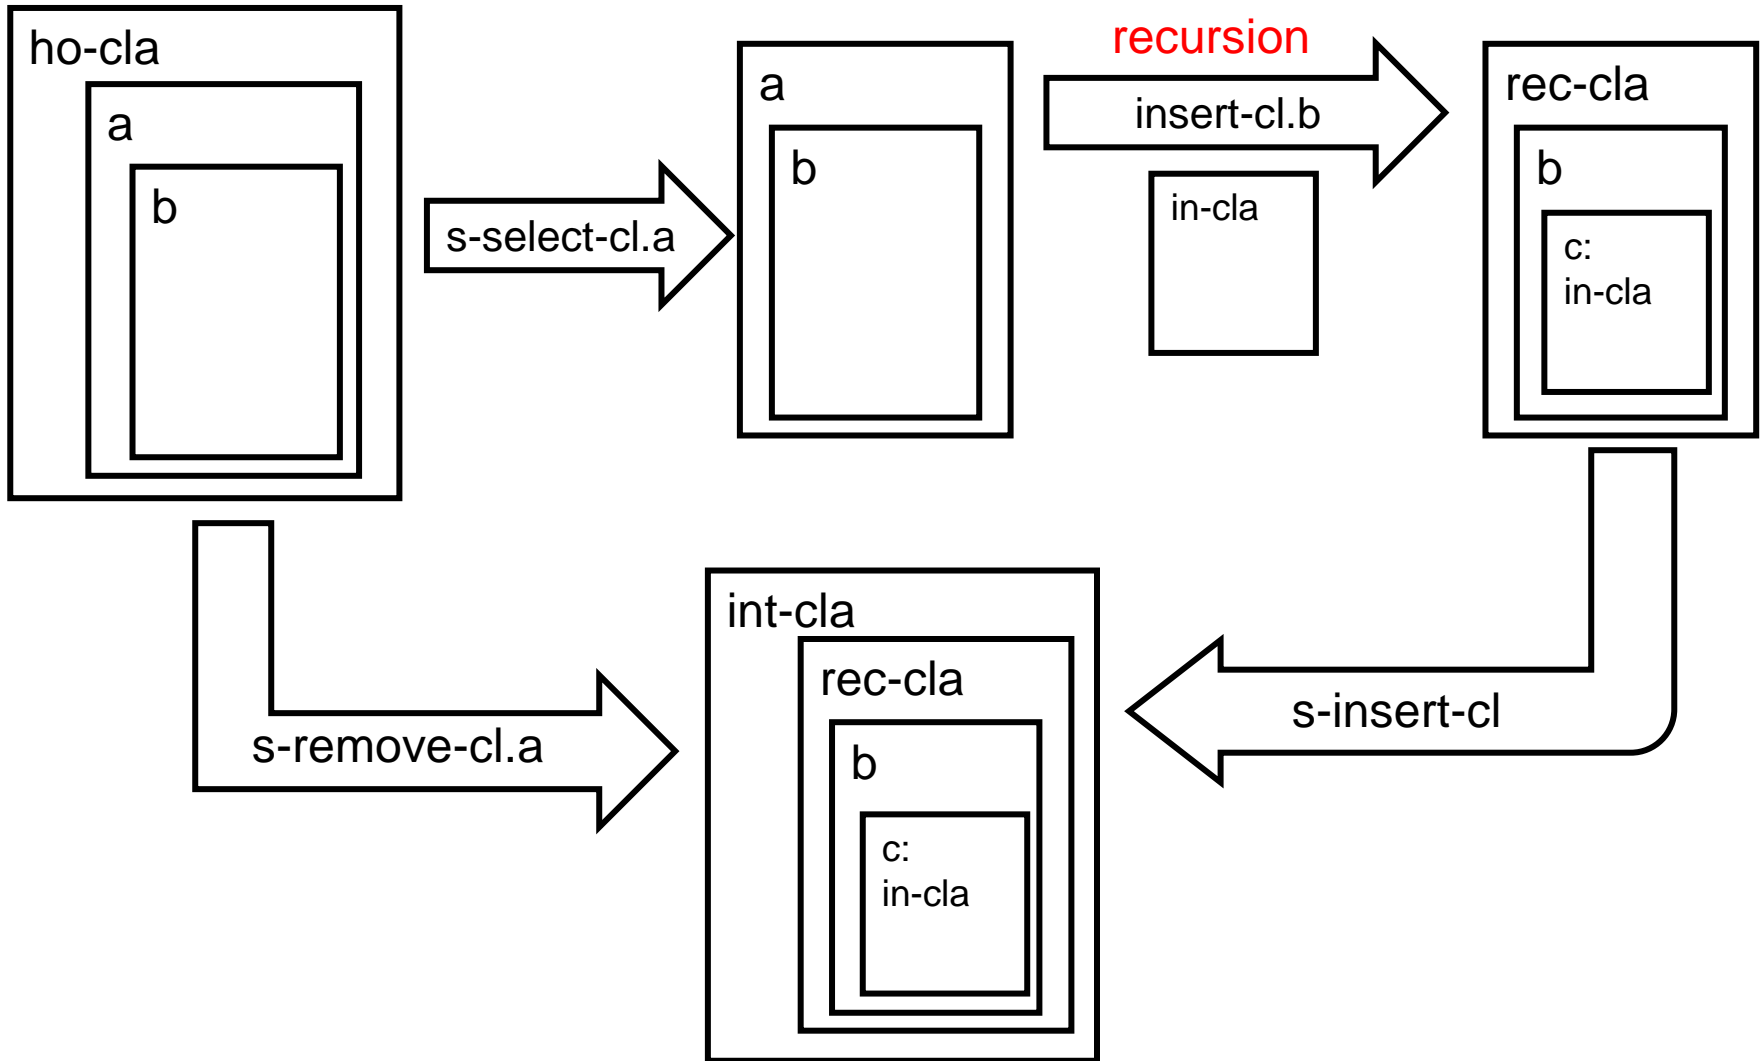 ho-cla
a
b
s-select-cl.a
a
b
recursion
insert-cl.b
in-cla
rec-cla
b
c:
in-cla
s-remove-cl.a
int-cla
rec-cla
b
c:
in-cla
s-insert-cl